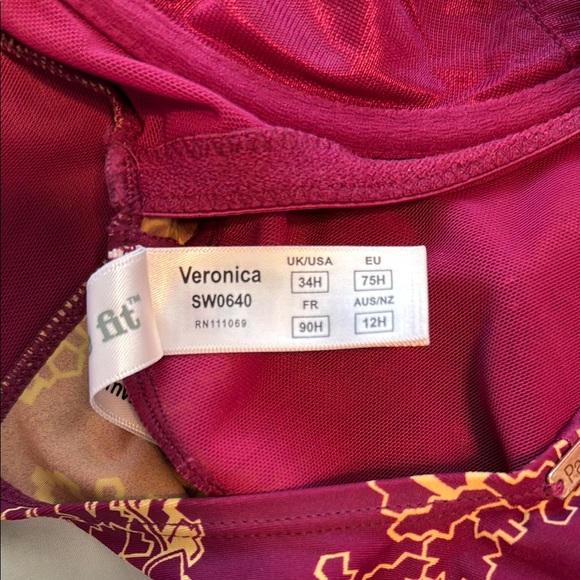 Veronica
SW0640
RN111069
UK/USA EU
34H 75H
FR AUS/NZ
90H 12H
fit™